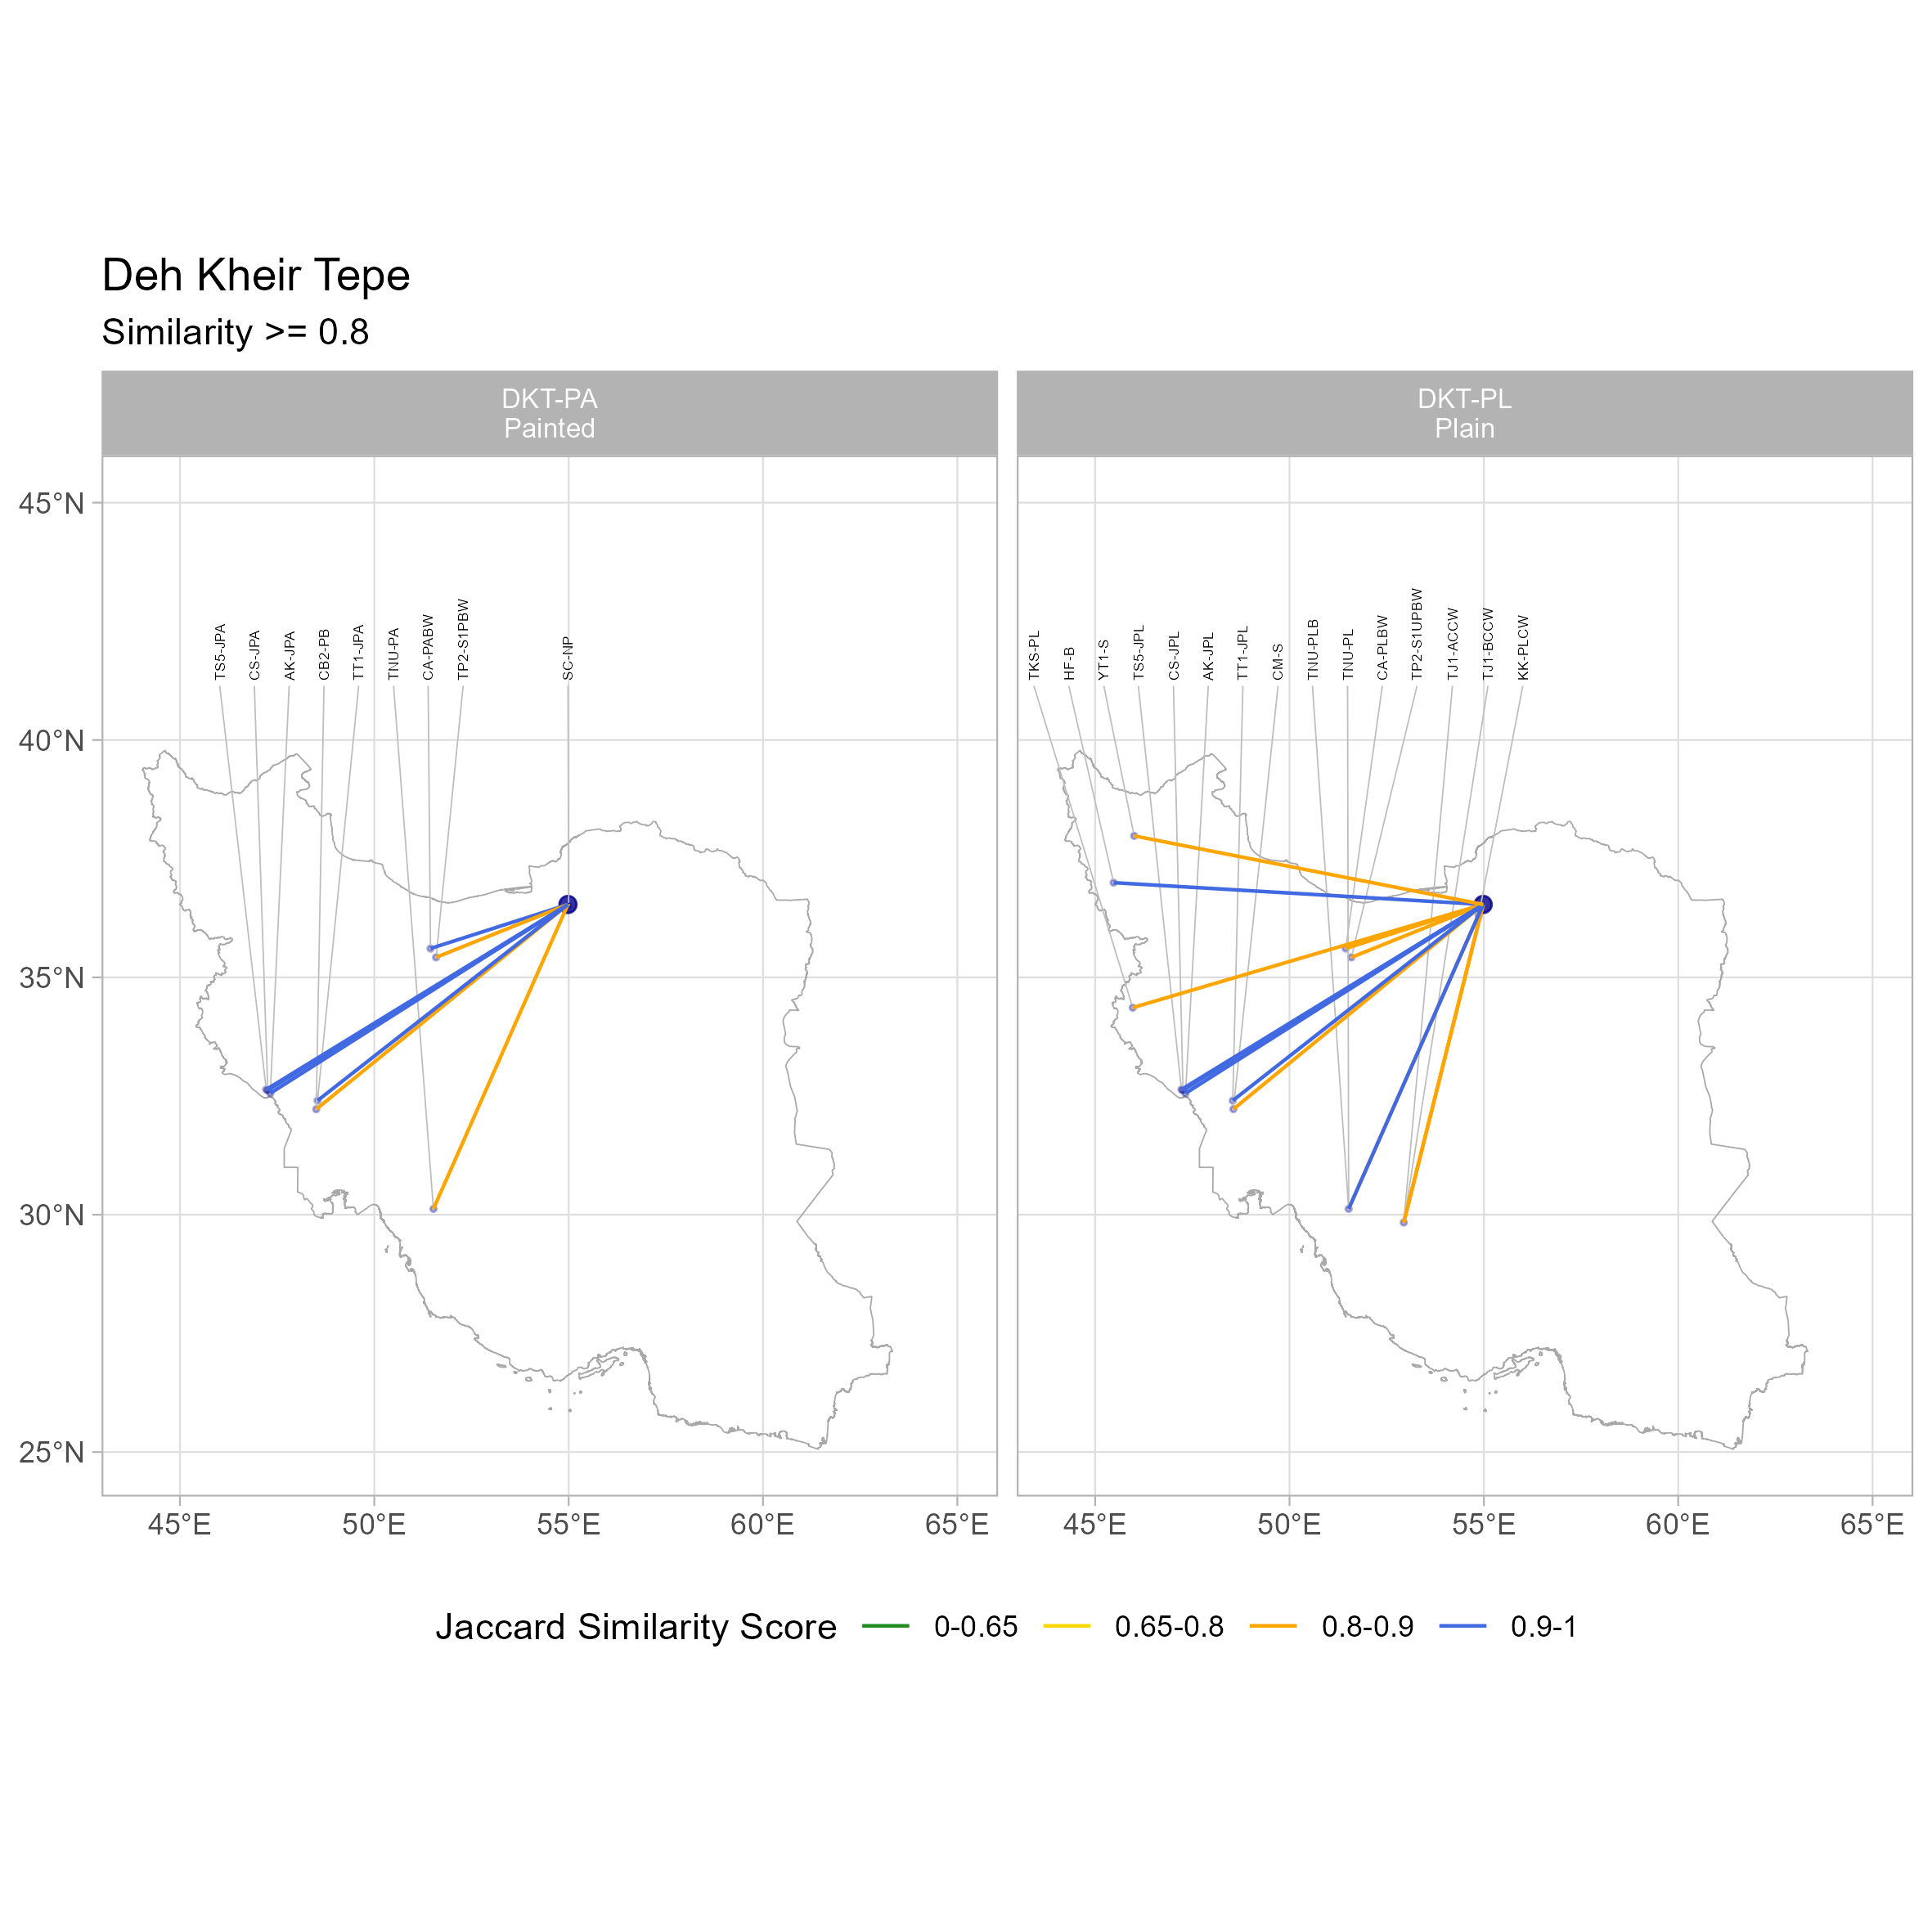 Deh Kheir Tepe
Similarity >= 0.8
DKT-PA
Painted
DKT-PL
Plain
45°N
40°N
35°N
30°N
25°N
TS5-JPA
CS-JPA
AK-JPA
CB2-PB
TT1-JPA
TNU-PA
CA-PABW
TP2-S1PBW
SC-NP
TKS-PL
HF-B
YT1-S
TS5-JPL
CS-JPL
AK-JPL
TT1-JPL
CM-S
TNU-PLB
TNU-PL
CA-PLBW
TP2-S1UPBW
TJ1-ACCW
TJ1-BCCW
KK-PLCW
45°E 50°E 55°E 60°E 65°E
45°E 50°E 55°E 60°E 65°E
Jaccard Similarity Score 0-0.65 0.65-0.8 0.8-0.9 0.9-1